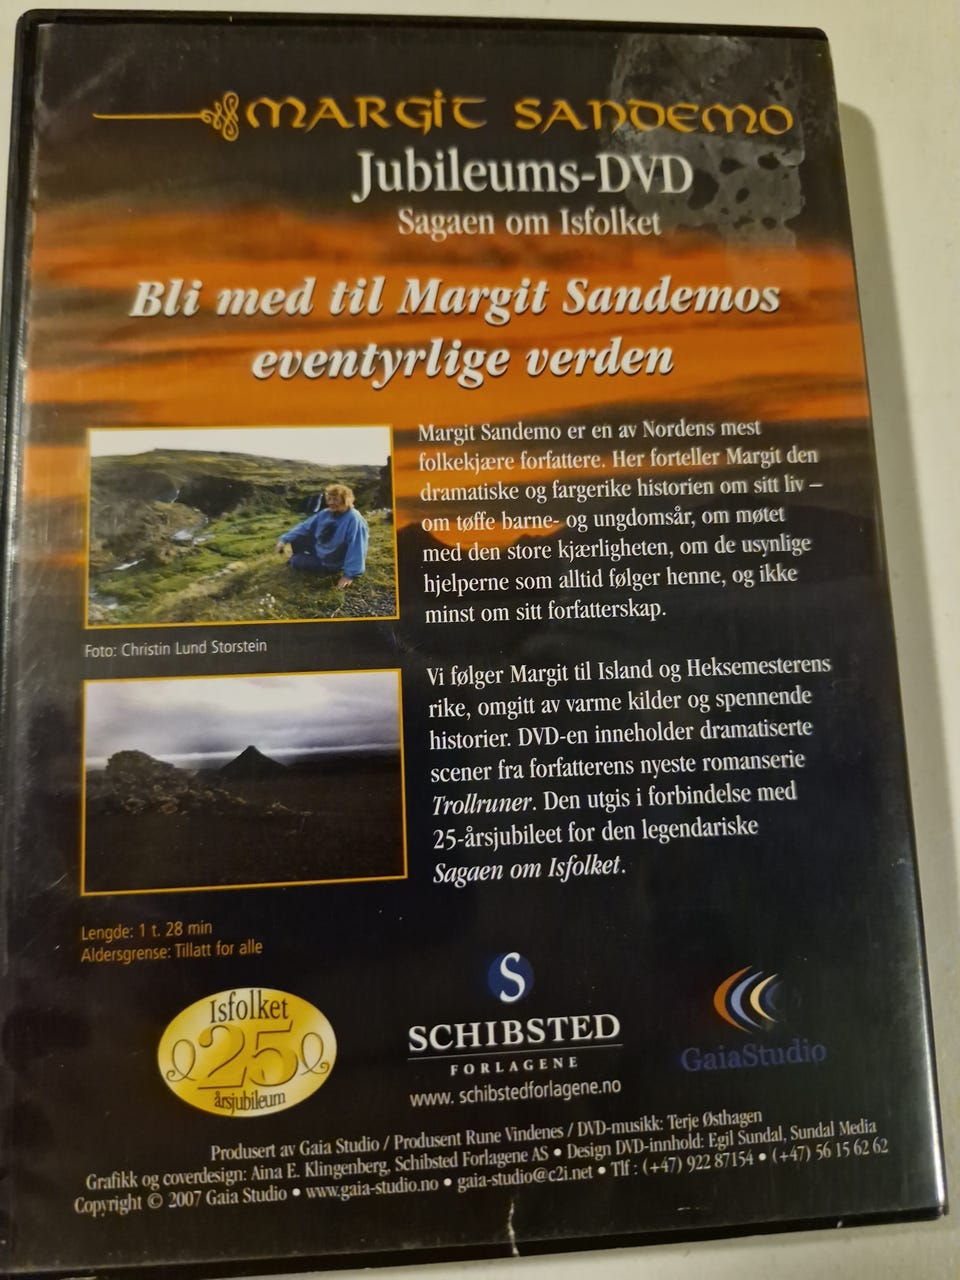 MARGIT SANDEMO
Jubileums-DVD
Sagaen om Isfolket
Bli med til Margit Sandemos
eventyrlige verden
Margit Sandemo er en av Nordens mest
folkekjære forfattere. Her forteller Margit den
dramatiske og fargerike historien om sitt liv –
om tøffe barne- og ungdomsår, om møtet
med den store kjærligheten, om de usynlige
hjelperne som alltid følger henne, og ikke
minst om sitt forfatterskap.
Foto: Christin Lund Storstein
Vi følger Margit til Island og Heksemesterens
rike, omgitt av varme kilder og spennende
historier. DVD-en inneholder dramatiserte
scener fra forfatterens nyeste romanserie
Trollruner. Den utgis i forbindelse med
25-årsjubileet for den legendariske
Sagaen om Isfolket.
Lengde: 1 t. 28 min
Aldersgrense: Tillatt for alle
Isfolket
25
årsjubileum
S
SCHIBSTED
FORLAGENE
www. schibstedforlagene.no
GaiaStudio
Produsert av Gaia Studio / Produsent Rune Vindenes / DVD-musikk: Terje Østhagen
Grafikk og coverdesign: Aina E. Klingenberg, Schibsted Forlagene AS • Design DVD-innhold: Egil Sundal, Sundal Media
Copyright © 2007 Gaia Studio • www.gaia-studio.no • gaia-studio@c2i.net • Tlf : (+47) 922 87154 • (+47) 56 15 62 62